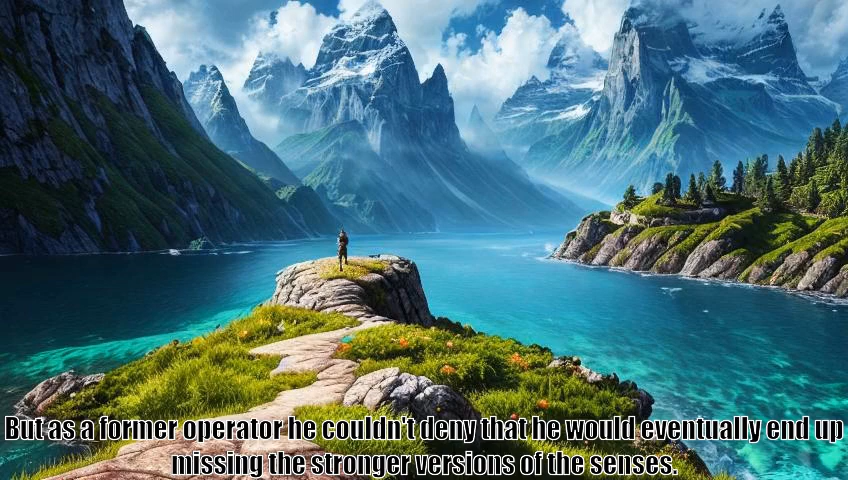 But as a former operator he couldn't deny that he would eventually end up
missing the stronger versions of the senses.